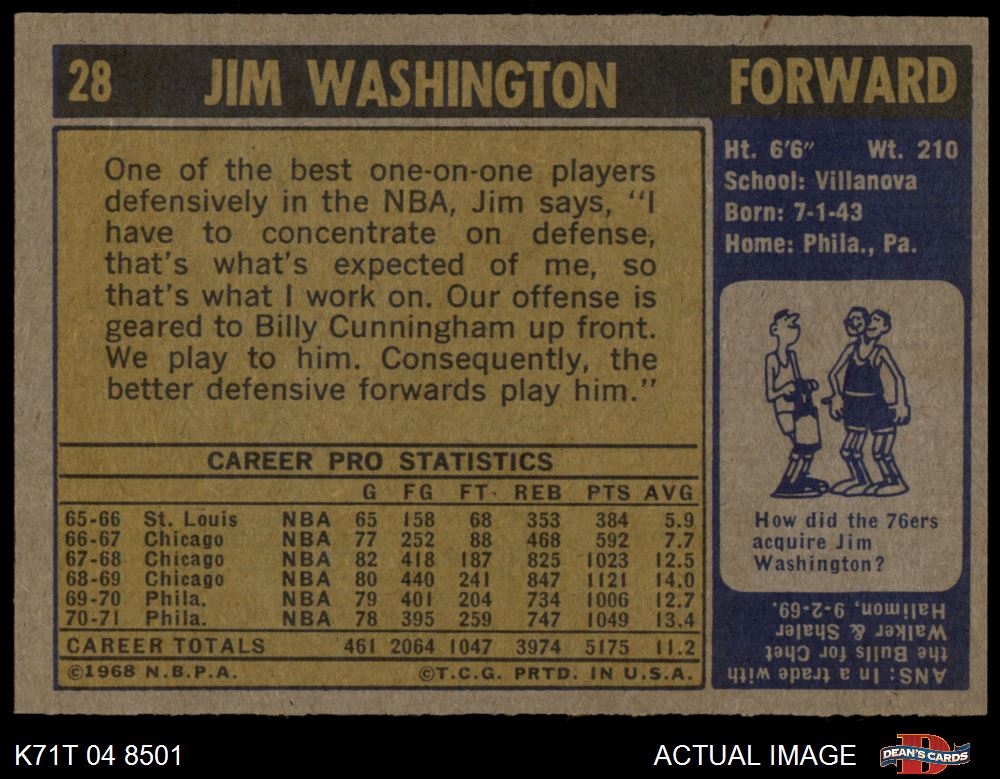 28 JIM WASHINGTON FORWARD
One of the best one-on-one players
defensively in the NBA, Jim says, “I
have to concentrate on defense,
that's what's expected of me, so
that's what I work on. Our offense is
geared to Billy Cunningham up front.
We play to him. Consequently, the
better defensive forwards play him.”
CAREER PRO STATISTICS
G FG FT REB PTS AVG
65-66 St. Louis NBA 65 158 68 353 384 5.9
66-67 Chicago NBA 77 252 88 468 592 7.7
67-68 Chicago NBA 82 418 187 825 1023 12.5
68-69 Chicago NBA 80 440 241 847 1121 14.0
69-70 Phila. NBA 79 401 204 734 1006 12.7
70-71 Phila. NBA 78 395 259 747 1049 13.4
CAREER TOTALS 461 2064 1047 3974 5175 11.2
©1968 N.B.P.A. ©T.C.G. PRTD. IN U.S.A.
Ht. 6'6" Wt. 210
School: Villanova
Born: 7-1-43
Home: Phila., Pa.
How did the 76ers
acquire Jim
Washington?
ANS: In a trade with
the Bulls for Chet
Walker & Shaler
Halimon, 9-2-69.
K71T 04 8501
ACTUAL IMAGE
DEAN'S CARDS